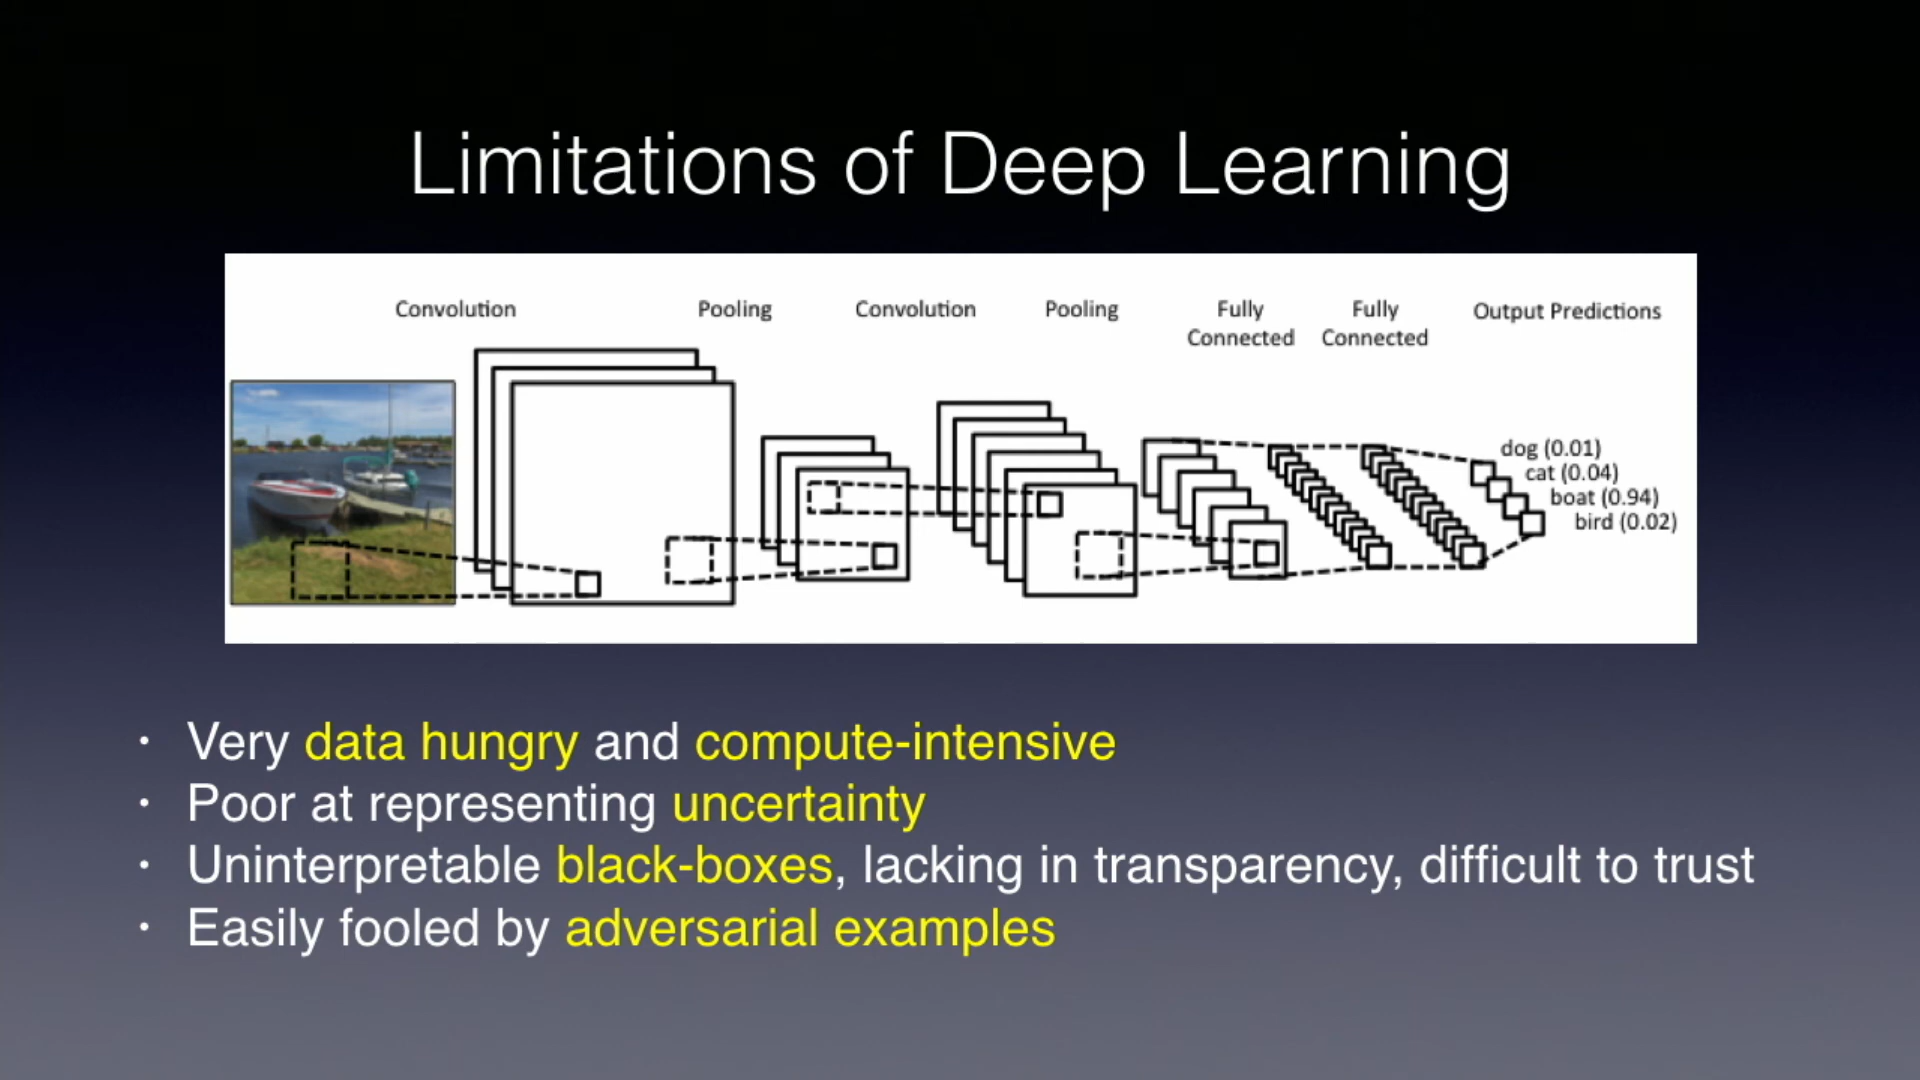 Limitations of Deep Learning
Convolution Pooling Convolution Pooling Fully Fully Output Predictions
Connected Connected
dog (0.01)
cat (0.04)
boat (0.94)
bird (0.02)
· Very data hungry and compute-intensive
· Poor at representing uncertainty
· Uninterpretable black-boxes, lacking in transparency, difficult to trust
· Easily fooled by adversarial examples